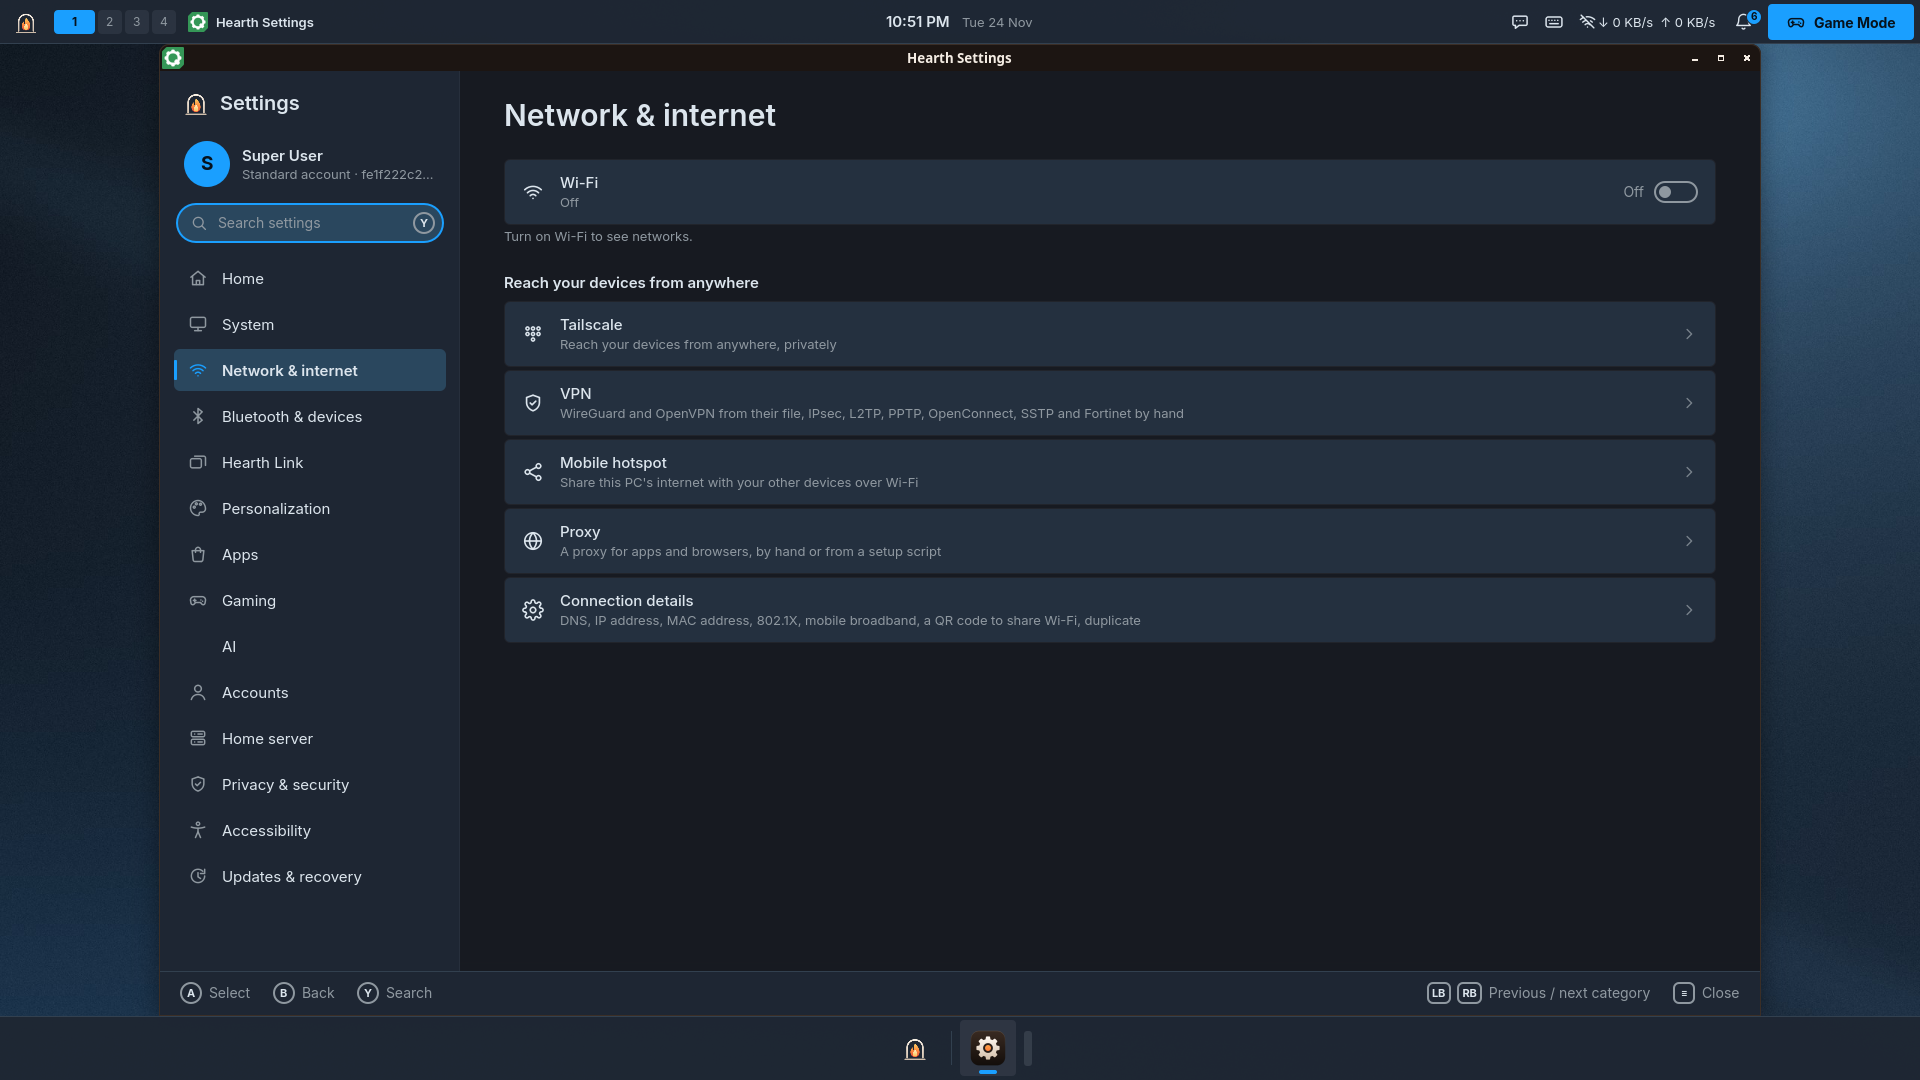 1
2
3
4
Hearth Settings
10:51 PM
Tue 24 Nov
↓ 0 KB/s ↑ 0 KB/s
6
Game Mode
Hearth Settings
Settings
S
Super User
Standard account · fe1f222c2...
Search settings
Y
Home
System
Network & internet
Bluetooth & devices
Hearth Link
Personalization
Apps
Gaming
AI
Accounts
Home server
Privacy & security
Accessibility
Updates & recovery
Network & internet
Wi-Fi
Off
Off
Turn on Wi-Fi to see networks.
Reach your devices from anywhere
Tailscale
Reach your devices from anywhere, privately
VPN
WireGuard and OpenVPN from their file, IPsec, L2TP, PPTP, OpenConnect, SSTP and Fortinet by hand
Mobile hotspot
Share this PC's internet with your other devices over Wi-Fi
Proxy
A proxy for apps and browsers, by hand or from a setup script
Connection details
DNS, IP address, MAC address, 802.1X, mobile broadband, a QR code to share Wi-Fi, duplicate
A Select
B Back
Y Search
LB RB Previous / next category
≡ Close